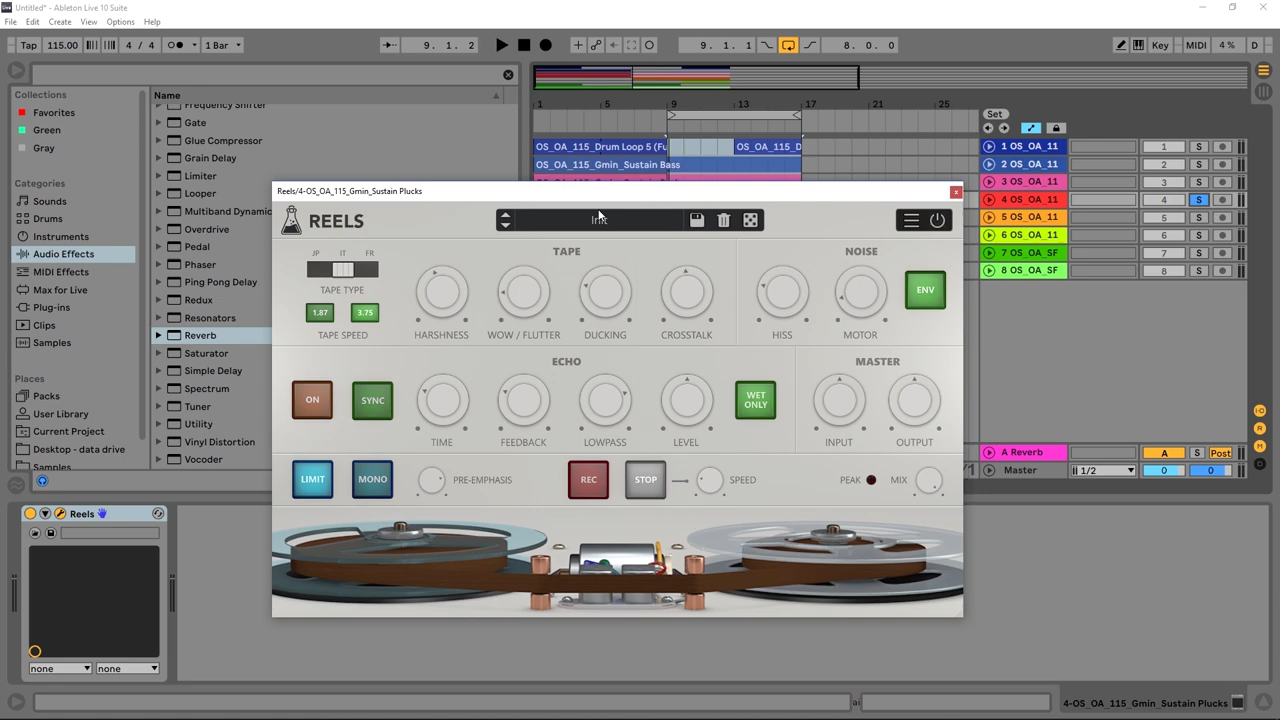 Untitled* - Ableton Live 10 Suite
File Edit Create View Options Help
Tap 115.00 4 / 4 1 Bar 9. 1. 2 9. 1. 1 8. 0. 0 Key MIDI 4 % D
Collections
Favorites
Green
Gray
Categories
Sounds
Drums
Instruments
Audio Effects
MIDI Effects
Max for Live
Plug-ins
Clips
Samples
Places
Packs
User Library
Current Project
Desktop - data drive
Samples
Name
Frequency Shifter
Gate
Glue Compressor
Grain Delay
Limiter
Looper
Multiband Dynamic
Overdrive
Pedal
Phaser
Ping Pong Delay
Redux
Resonators
Reverb
Saturator
Simple Delay
Spectrum
Tuner
Utility
Vinyl Distortion
Vocoder
1 5 9 13 17 21 25
Set
OS_OA_115_Drum Loop 5 (Fu OS_OA_115_D
OS_OA_115_Gmin_Sustain Bass
1 OS_OA_11 1 S
2 OS_OA_11 2 S
3 OS_OA_11 3 S
4 OS_OA_11 4 S
5 OS_OA_11 5 S
6 OS_OA_11 6 S
7 OS_OA_SF 7 S
8 OS_OA_SF 8 S
A Reverb A S Post
Master 1/2 0 0
Reels/4-OS_OA_115_Gmin_Sustain Plucks
REELS
Init
JP IT FR
TAPE TYPE
1.87 3.75
TAPE SPEED
TAPE
HARSHNESS WOW / FLUTTER DUCKING CROSSTALK
NOISE
HISS MOTOR
ENV
ECHO
ON SYNC
TIME FEEDBACK LOWPASS LEVEL
WET ONLY
MASTER
INPUT OUTPUT
LIMIT MONO PRE-EMPHASIS REC STOP SPEED PEAK MIX
Reels
none none
4-OS_OA_115_Gmin_Sustain Plucks